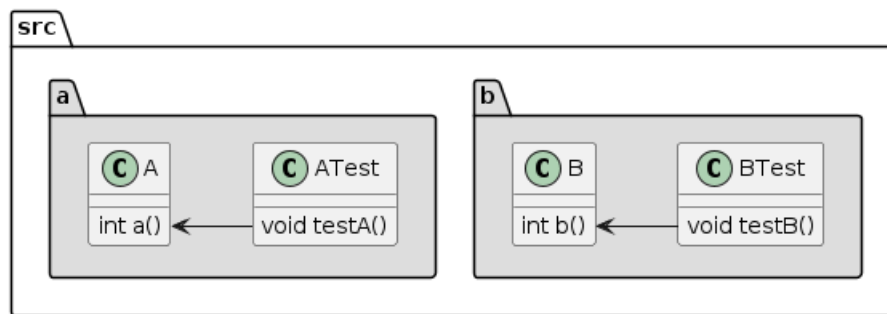 src
a
b
C A
C ATest
C B
C BTest
int a()
void testA()
int b()
void testB()